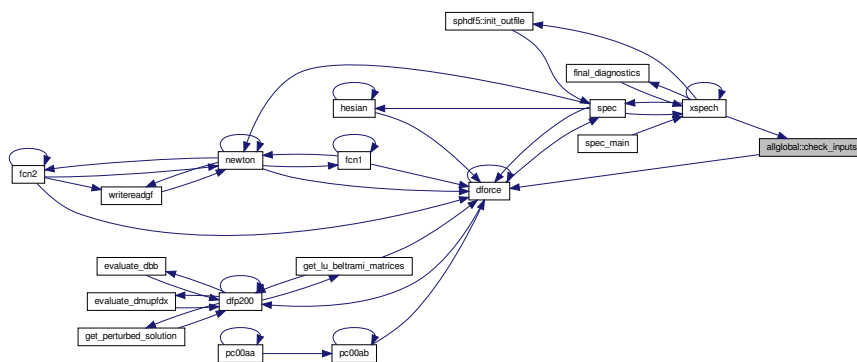 sphdf5::init_outfile
final_diagnostics
hesian
spec
xspech
spec_main
allglobal::check_inputs
newton
fcn1
fcn2
writereadgf
dforce
evaluate_dbb
get_lu_beltrami_matrices
evaluate_dmupfdx
dfp200
get_perturbed_solution
pc00aa
pc00ab